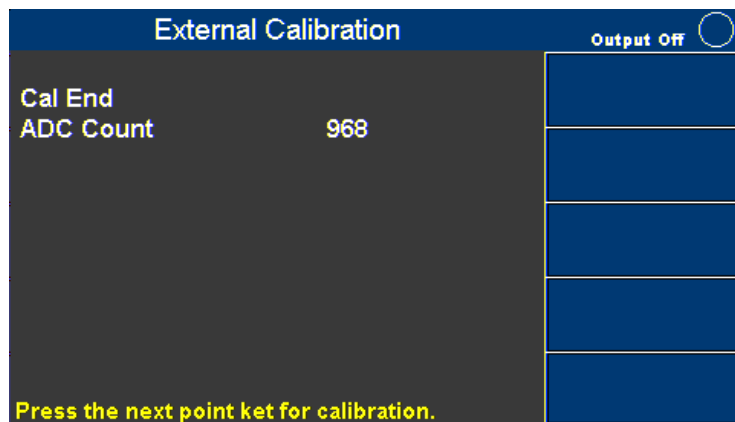 External Calibration
Output Off
Cal End
ADC Count 968
Press the next point ket for calibration.